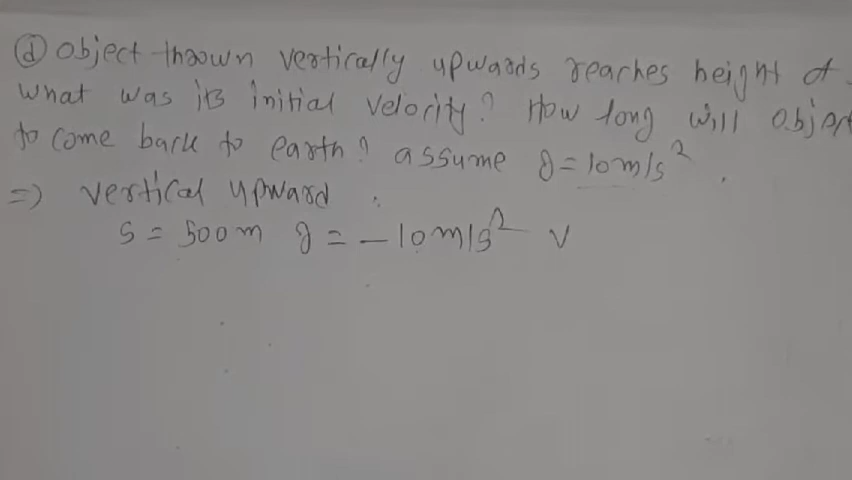 ⓓ object thrown vertically upwards reaches height of
what was its initial velocity? How long will object
to come back to earth? assume g = 10m/s²
=) vertical upward :
s = 500m g = -10m/s² v